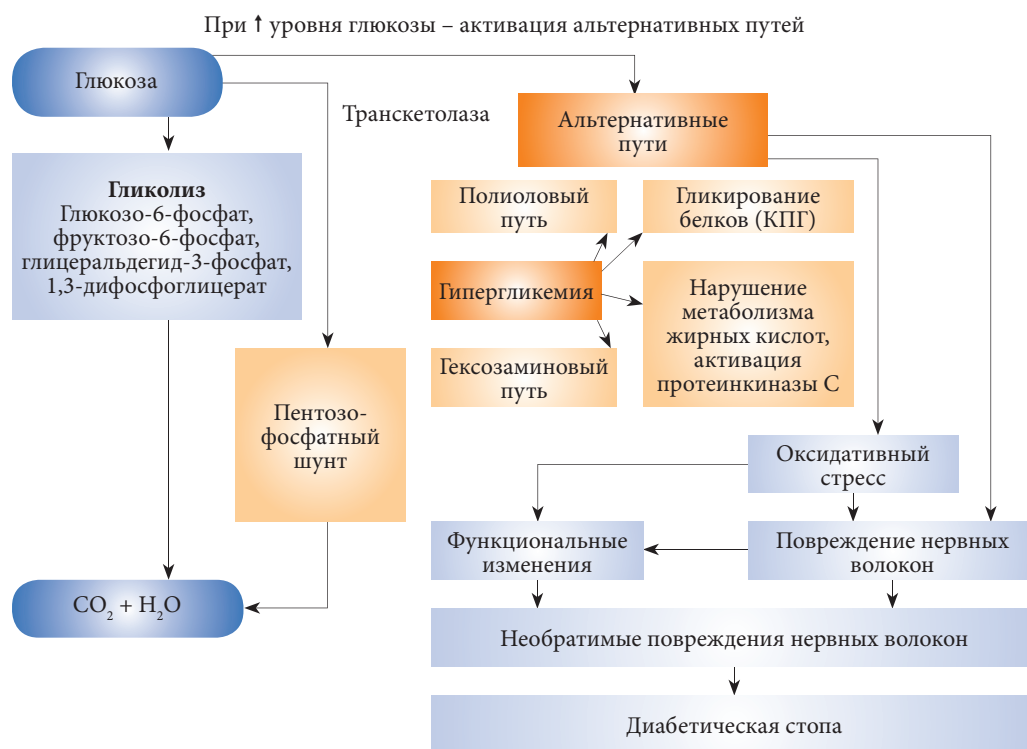 При ↑ уровня глюкозы – активация альтернативных путей
Глюкоза
Транскетолаза
Альтернативные
пути
Гликолиз
Глюкозо-6-фосфат,
фруктозо-6-фосфат,
глицеральдегид-3-фосфат,
1,3-дифосфоглицерат
Полиоловый
путь
Гликирование
белков (КПГ)
Гипергликемия
Нарушение
метаболизма
жирных кислот,
активация
протеинкиназы С
Гексозаминовый
путь
Пентозо-
фосфатный
шунт
Оксидативный
стресс
Функциональные
изменения
Повреждение нервных
волокон
CO₂ + H₂O
Необратимые повреждения нервных волокон
Диабетическая стопа